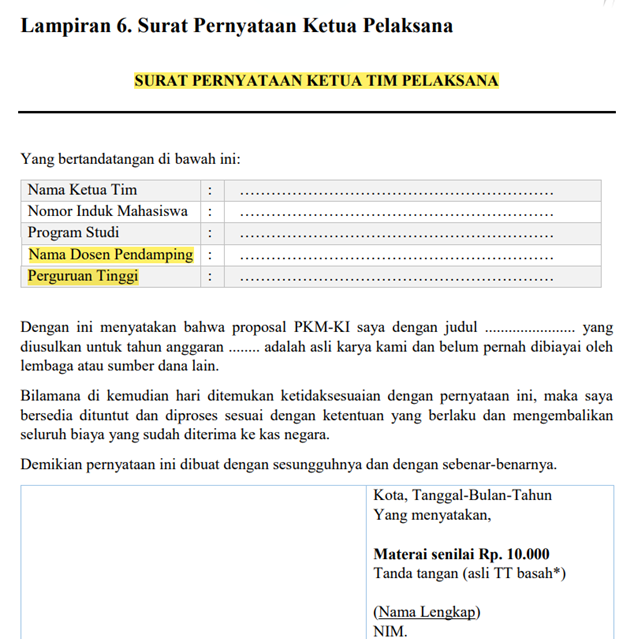 Lampiran 6. Surat Pernyataan Ketua Pelaksana
SURAT PERNYATAAN KETUA TIM PELAKSANA
Yang bertandatangan di bawah ini:
Nama Ketua Tim : ............................................................
Nomor Induk Mahasiswa : ............................................................
Program Studi : ............................................................
Nama Dosen Pendamping : ............................................................
Perguruan Tinggi : ............................................................
Dengan ini menyatakan bahwa proposal PKM-KI saya dengan judul ....................... yang
diusulkan untuk tahun anggaran ........ adalah asli karya kami dan belum pernah dibiayai oleh
lembaga atau sumber dana lain.
Bilamana di kemudian hari ditemukan ketidaksesuaian dengan pernyataan ini, maka saya
bersedia dituntut dan diproses sesuai dengan ketentuan yang berlaku dan mengembalikan
seluruh biaya yang sudah diterima ke kas negara.
Demikian pernyataan ini dibuat dengan sesungguhnya dan dengan sebenar-benarnya.
Kota, Tanggal-Bulan-Tahun
Yang menyatakan,
Materai senilai Rp. 10.000
Tanda tangan (asli TT basah*)
(Nama Lengkap)
NIM.